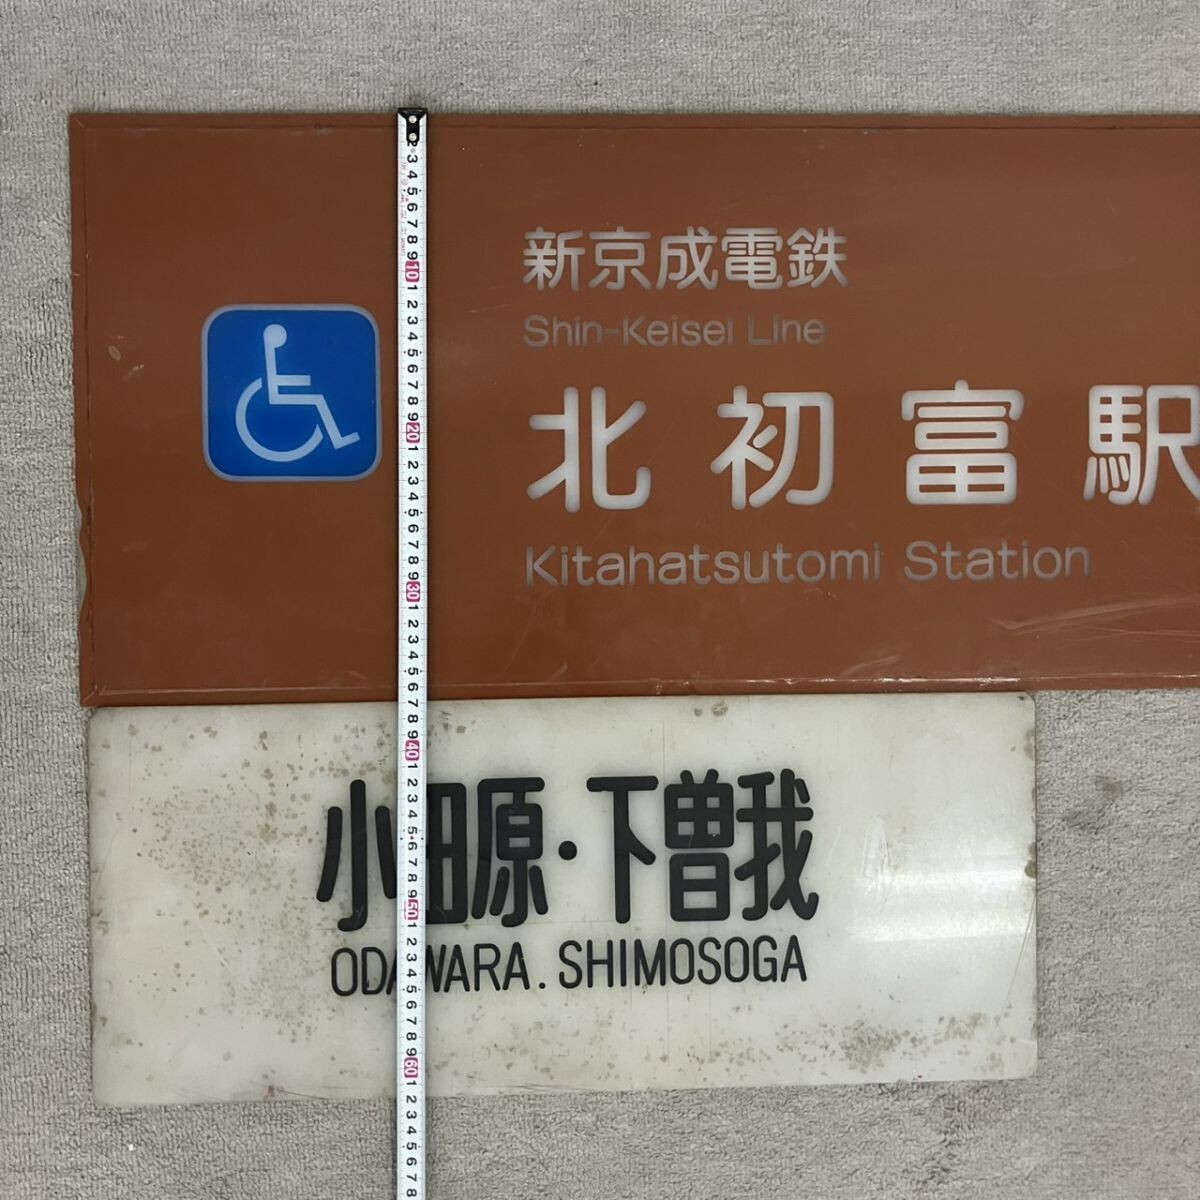 新京成電鉄
Shin-Keisei Line
北初富駅
Kitahatsutomi Station
小田原・下曽我
ODAWARA. SHIMOSOGA